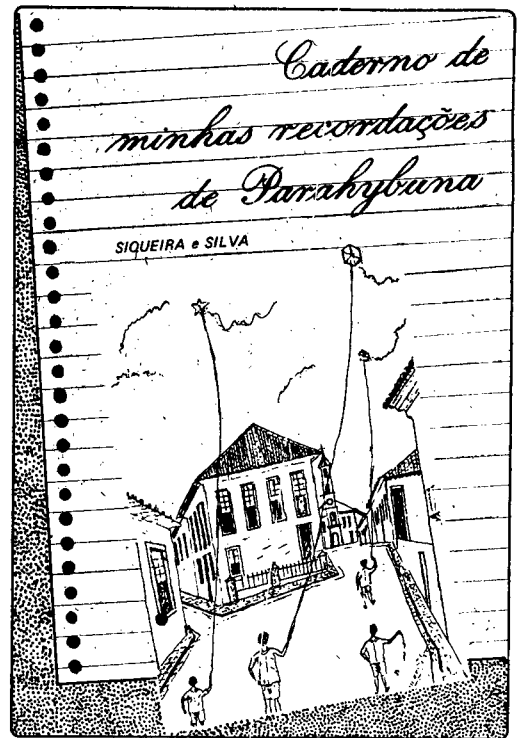 Caderno de
minhas recordações
de Parahybuna
SIQUEIRA e SILVA